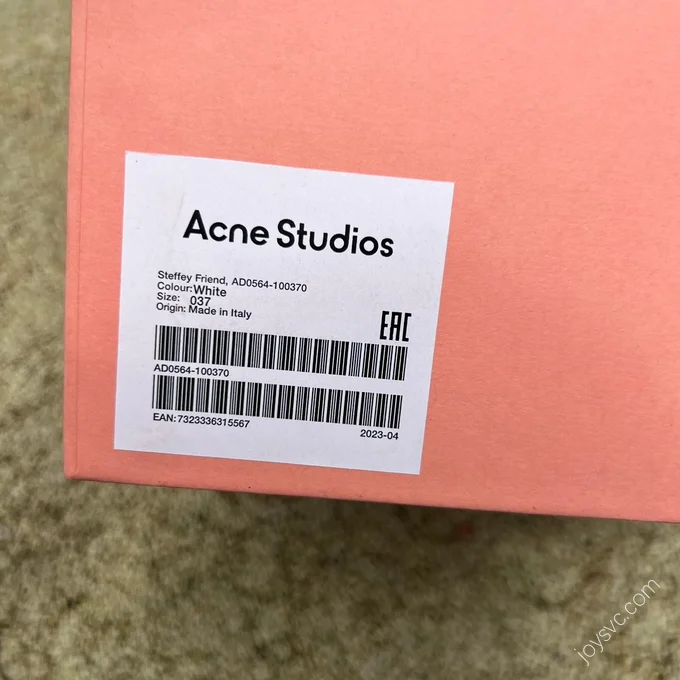 Acne Studios
Steffey Friend, AD0564-100370
Colour:White
Size: 037
Origin: Made in Italy
EAC
AD0564-100370
EAN:7323336315567
2023-04
joysvc.com